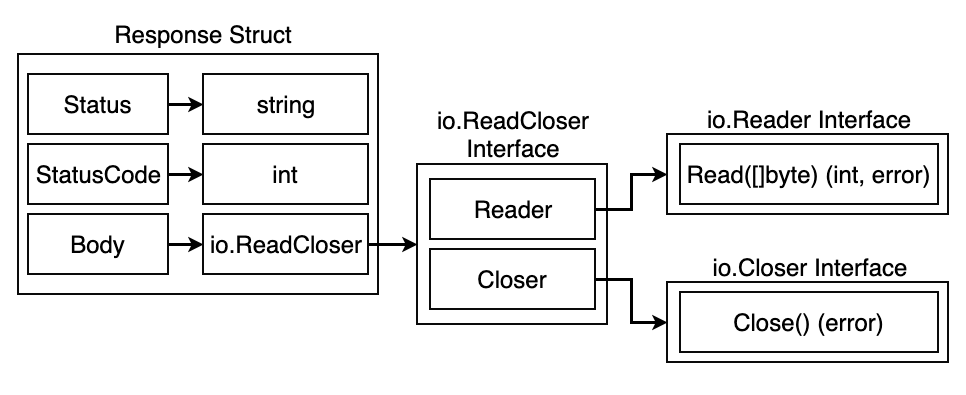 Response Struct
Status
string
StatusCode
int
Body
io.ReadCloser
io.ReadCloser
Interface
Reader
Closer
io.Reader Interface
Read([]byte) (int, error)
io.Closer Interface
Close() (error)